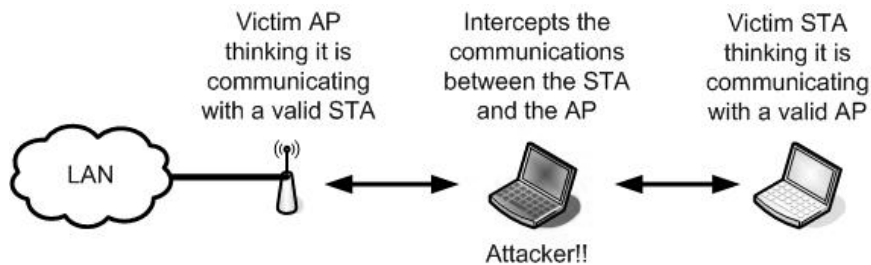 Victim AP
thinking it is
communicating
with a valid STA
Intercepts the
communications
between the STA
and the AP
Victim STA
thinking it is
communicating
with a valid AP
LAN
Attacker!!